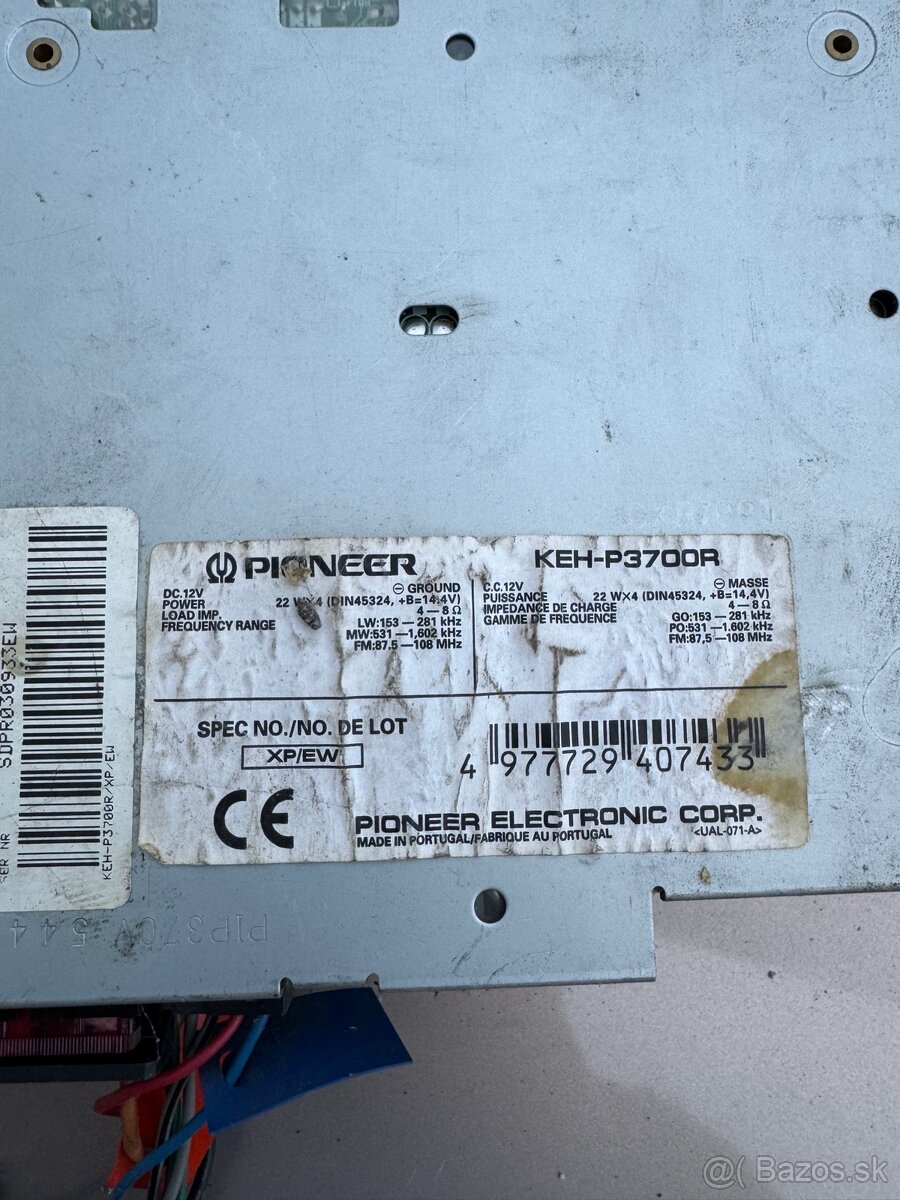 PIONEER
KEH-P3700R
DC.12V
⊖ GROUND
POWER 22 W×4 (DIN45324, +B=14,4V)
LOAD IMP. 4—8 Ω
FREQUENCY RANGE LW:153 —281 kHz
MW:531 —1,602 kHz
FM:87.5 —108 MHz
C.C.12V
⊖ MASSE
PUISSANCE 22 W×4 (DIN45324, +B=14,4V)
IMPEDANCE DE CHARGE 4—8 Ω
GAMME DE FREQUENCE GO:153 —281 kHz
PO:531 —1.602 kHz
FM:87,5 —108 MHz
SPEC NO./NO. DE LOT
XP/EW
4 977729 407433
CE
PIONEER ELECTRONIC CORP.
MADE IN PORTUGAL/FABRIQUE AU PORTUGAL
<UAL-071-A>
SER NR SDPR030933EW
KEH-P3700R/XP/EW
@( Bazos.sk